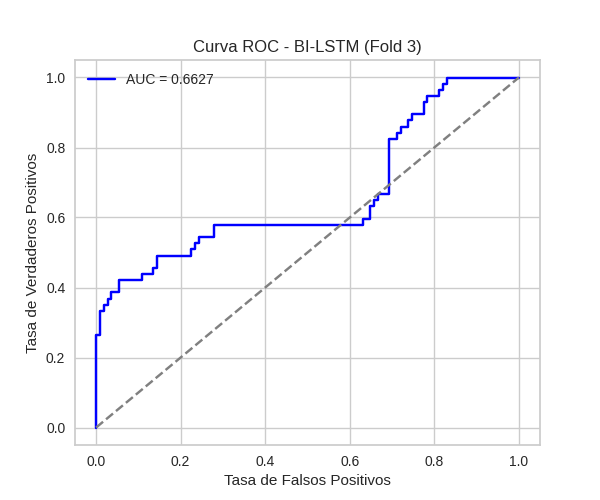 Curva ROC - BI-LSTM (Fold 3)
AUC = 0.6627
Tasa de Verdaderos Positivos
1.0
0.8
0.6
0.4
0.2
0.0
0.0 0.2 0.4 0.6 0.8 1.0
Tasa de Falsos Positivos